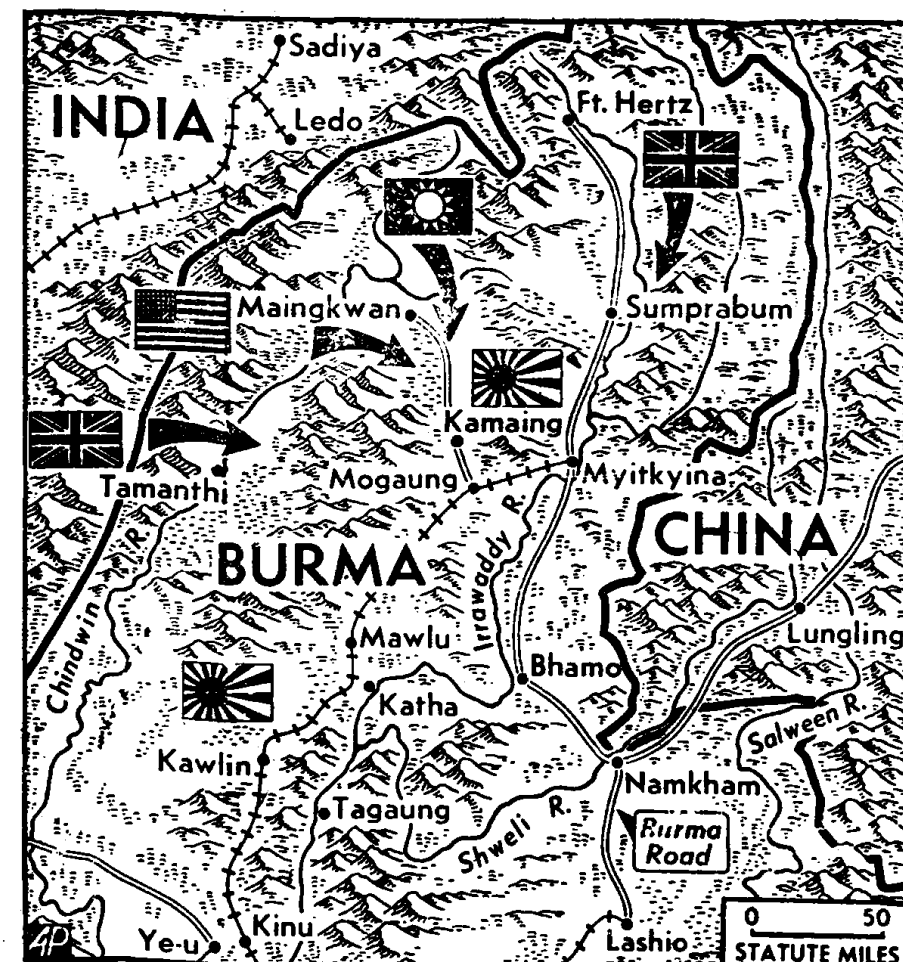 Sadiya
INDIA
Ledo
Ft. Hertz
Maingkwan
Sumprabum
Kamaing
Tamanthi
Mogaung
Myitkyina
Chindwin R.
BURMA
Irrawaddy R.
CHINA
Mawlu
Lungling
Bhamo
Katha
Salween R.
Kawlin
Namkham
Tagaung
Shweli R.
Burma
Road
Ye-u
Kinu
Lashio
0 50
STATUTE MILES
AP